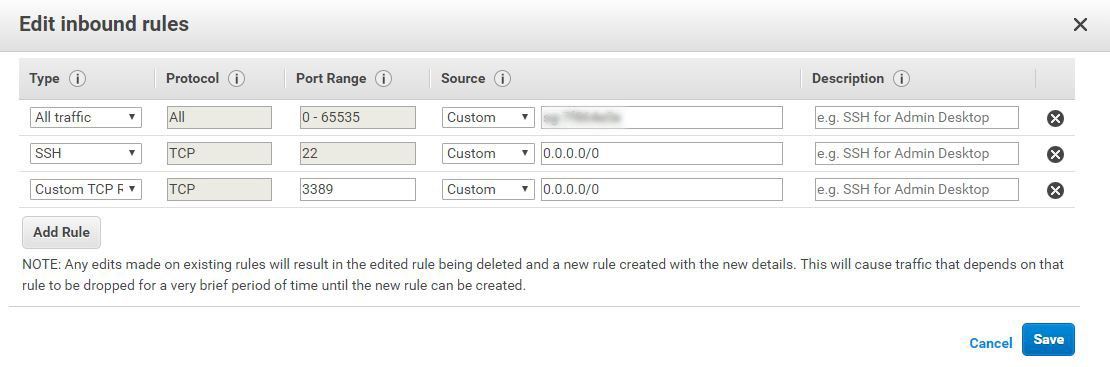 Edit inbound rules
Type Protocol Port Range Source Description
All traffic All 0 - 65535 Custom e.g. SSH for Admin Desktop
SSH TCP 22 Custom 0.0.0.0/0 e.g. SSH for Admin Desktop
Custom TCP R TCP 3389 Custom 0.0.0.0/0 e.g. SSH for Admin Desktop
Add Rule
NOTE: Any edits made on existing rules will result in the edited rule being deleted and a new rule created with the new details. This will cause traffic that depends on that
rule to be dropped for a very brief period of time until the new rule can be created.
Cancel Save